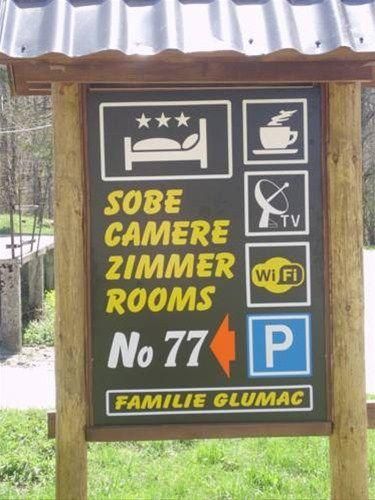 SOBE
CAMERE
ZIMMER
ROOMS
No 77
TV
WiFi
P
FAMILIE GLUMAC